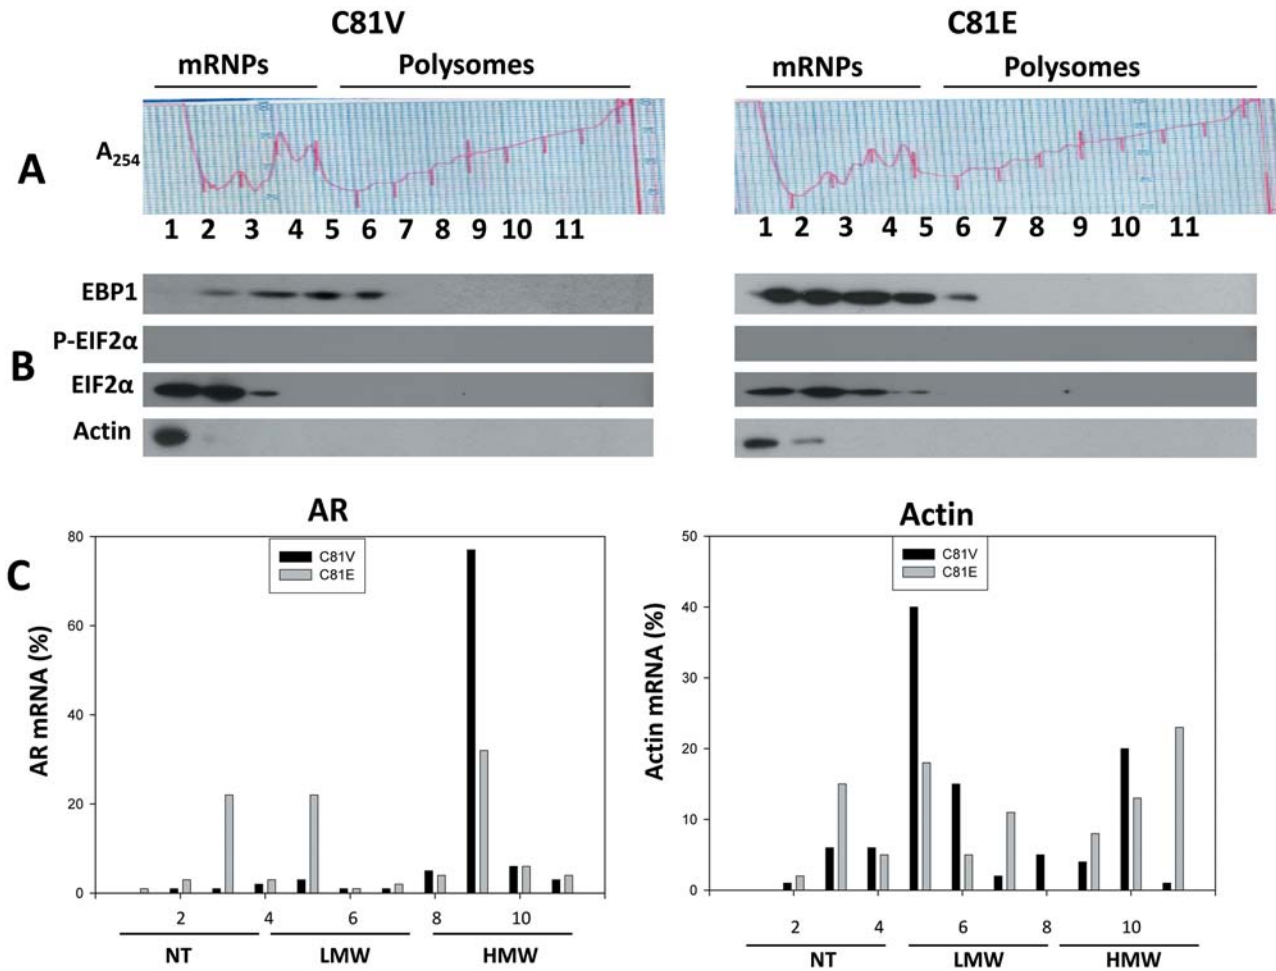 C81V
C81E
mRNPs
Polysomes
mRNPs
Polysomes
A
A254
1 2 3 4 5 6 7 8 9 10 11
1 2 3 4 5 6 7 8 9 10 11
B
EBP1
P-EIF2α
EIF2α
Actin
C
AR
C81V
C81E
AR mRNA (%)
80
60
40
20
0
2 4 6 8 10
NT LMW HMW
Actin
C81V
C81E
Actin mRNA (%)
50
40
30
20
10
0
2 4 6 8 10
NT LMW HMW